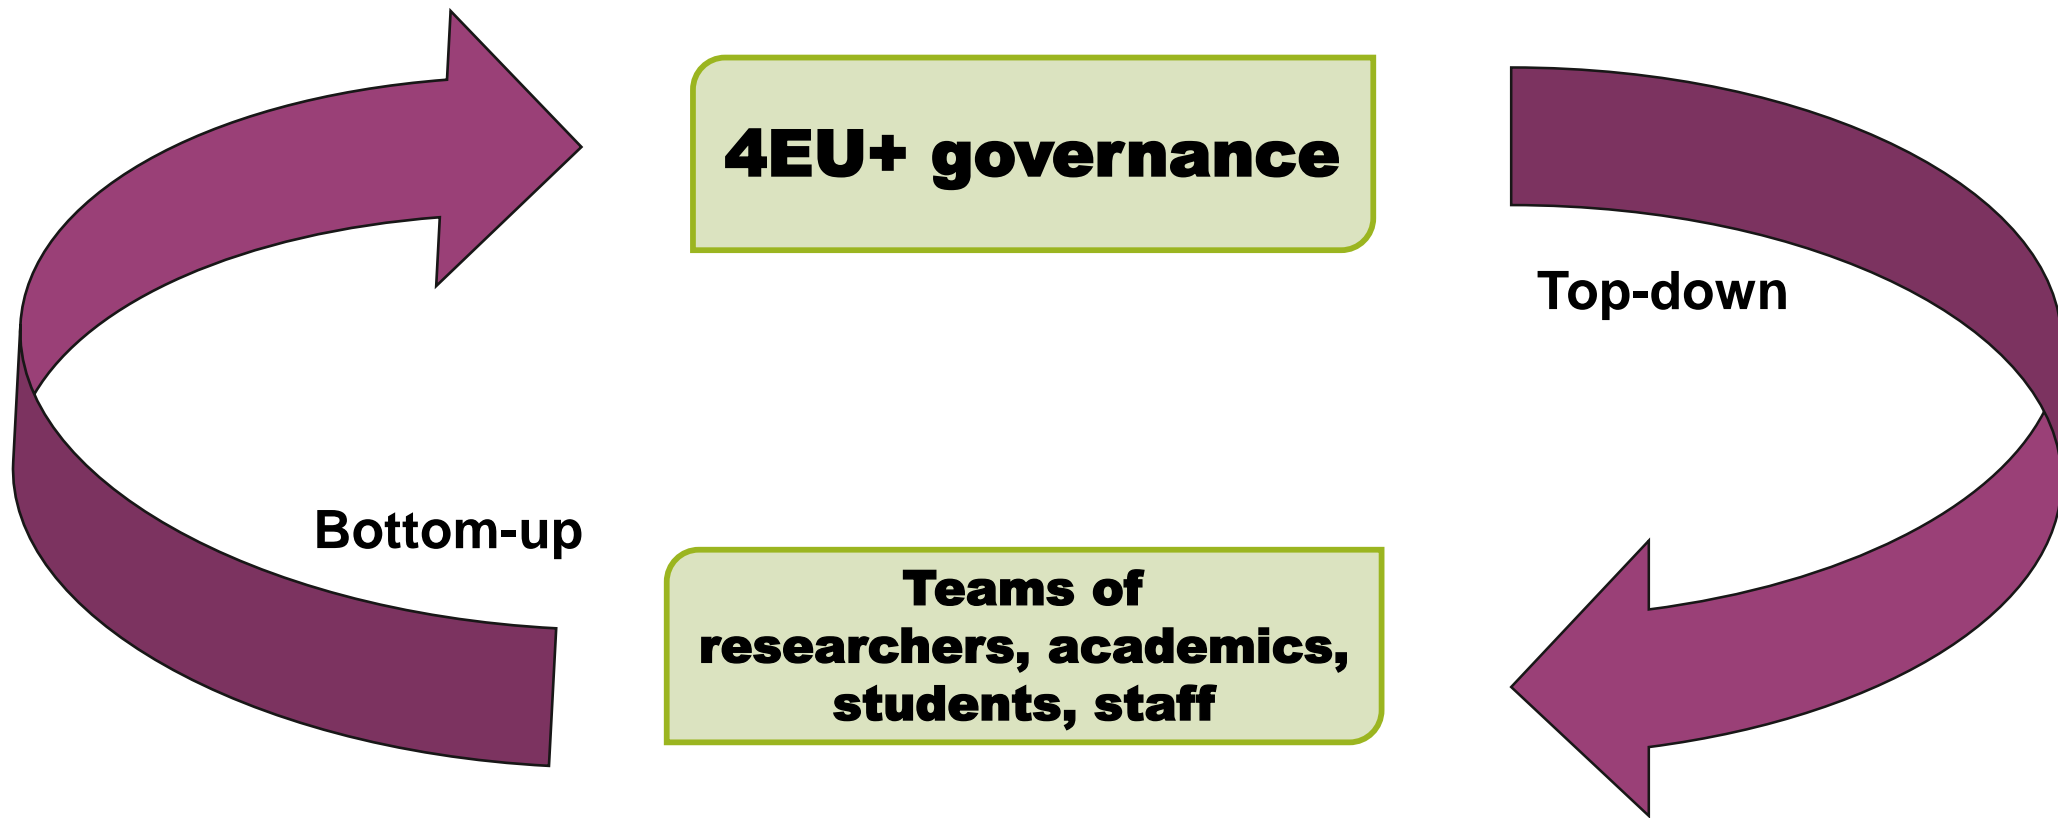 4EU+ governance
Top-down
Bottom-up
Teams of
researchers, academics,
students, staff